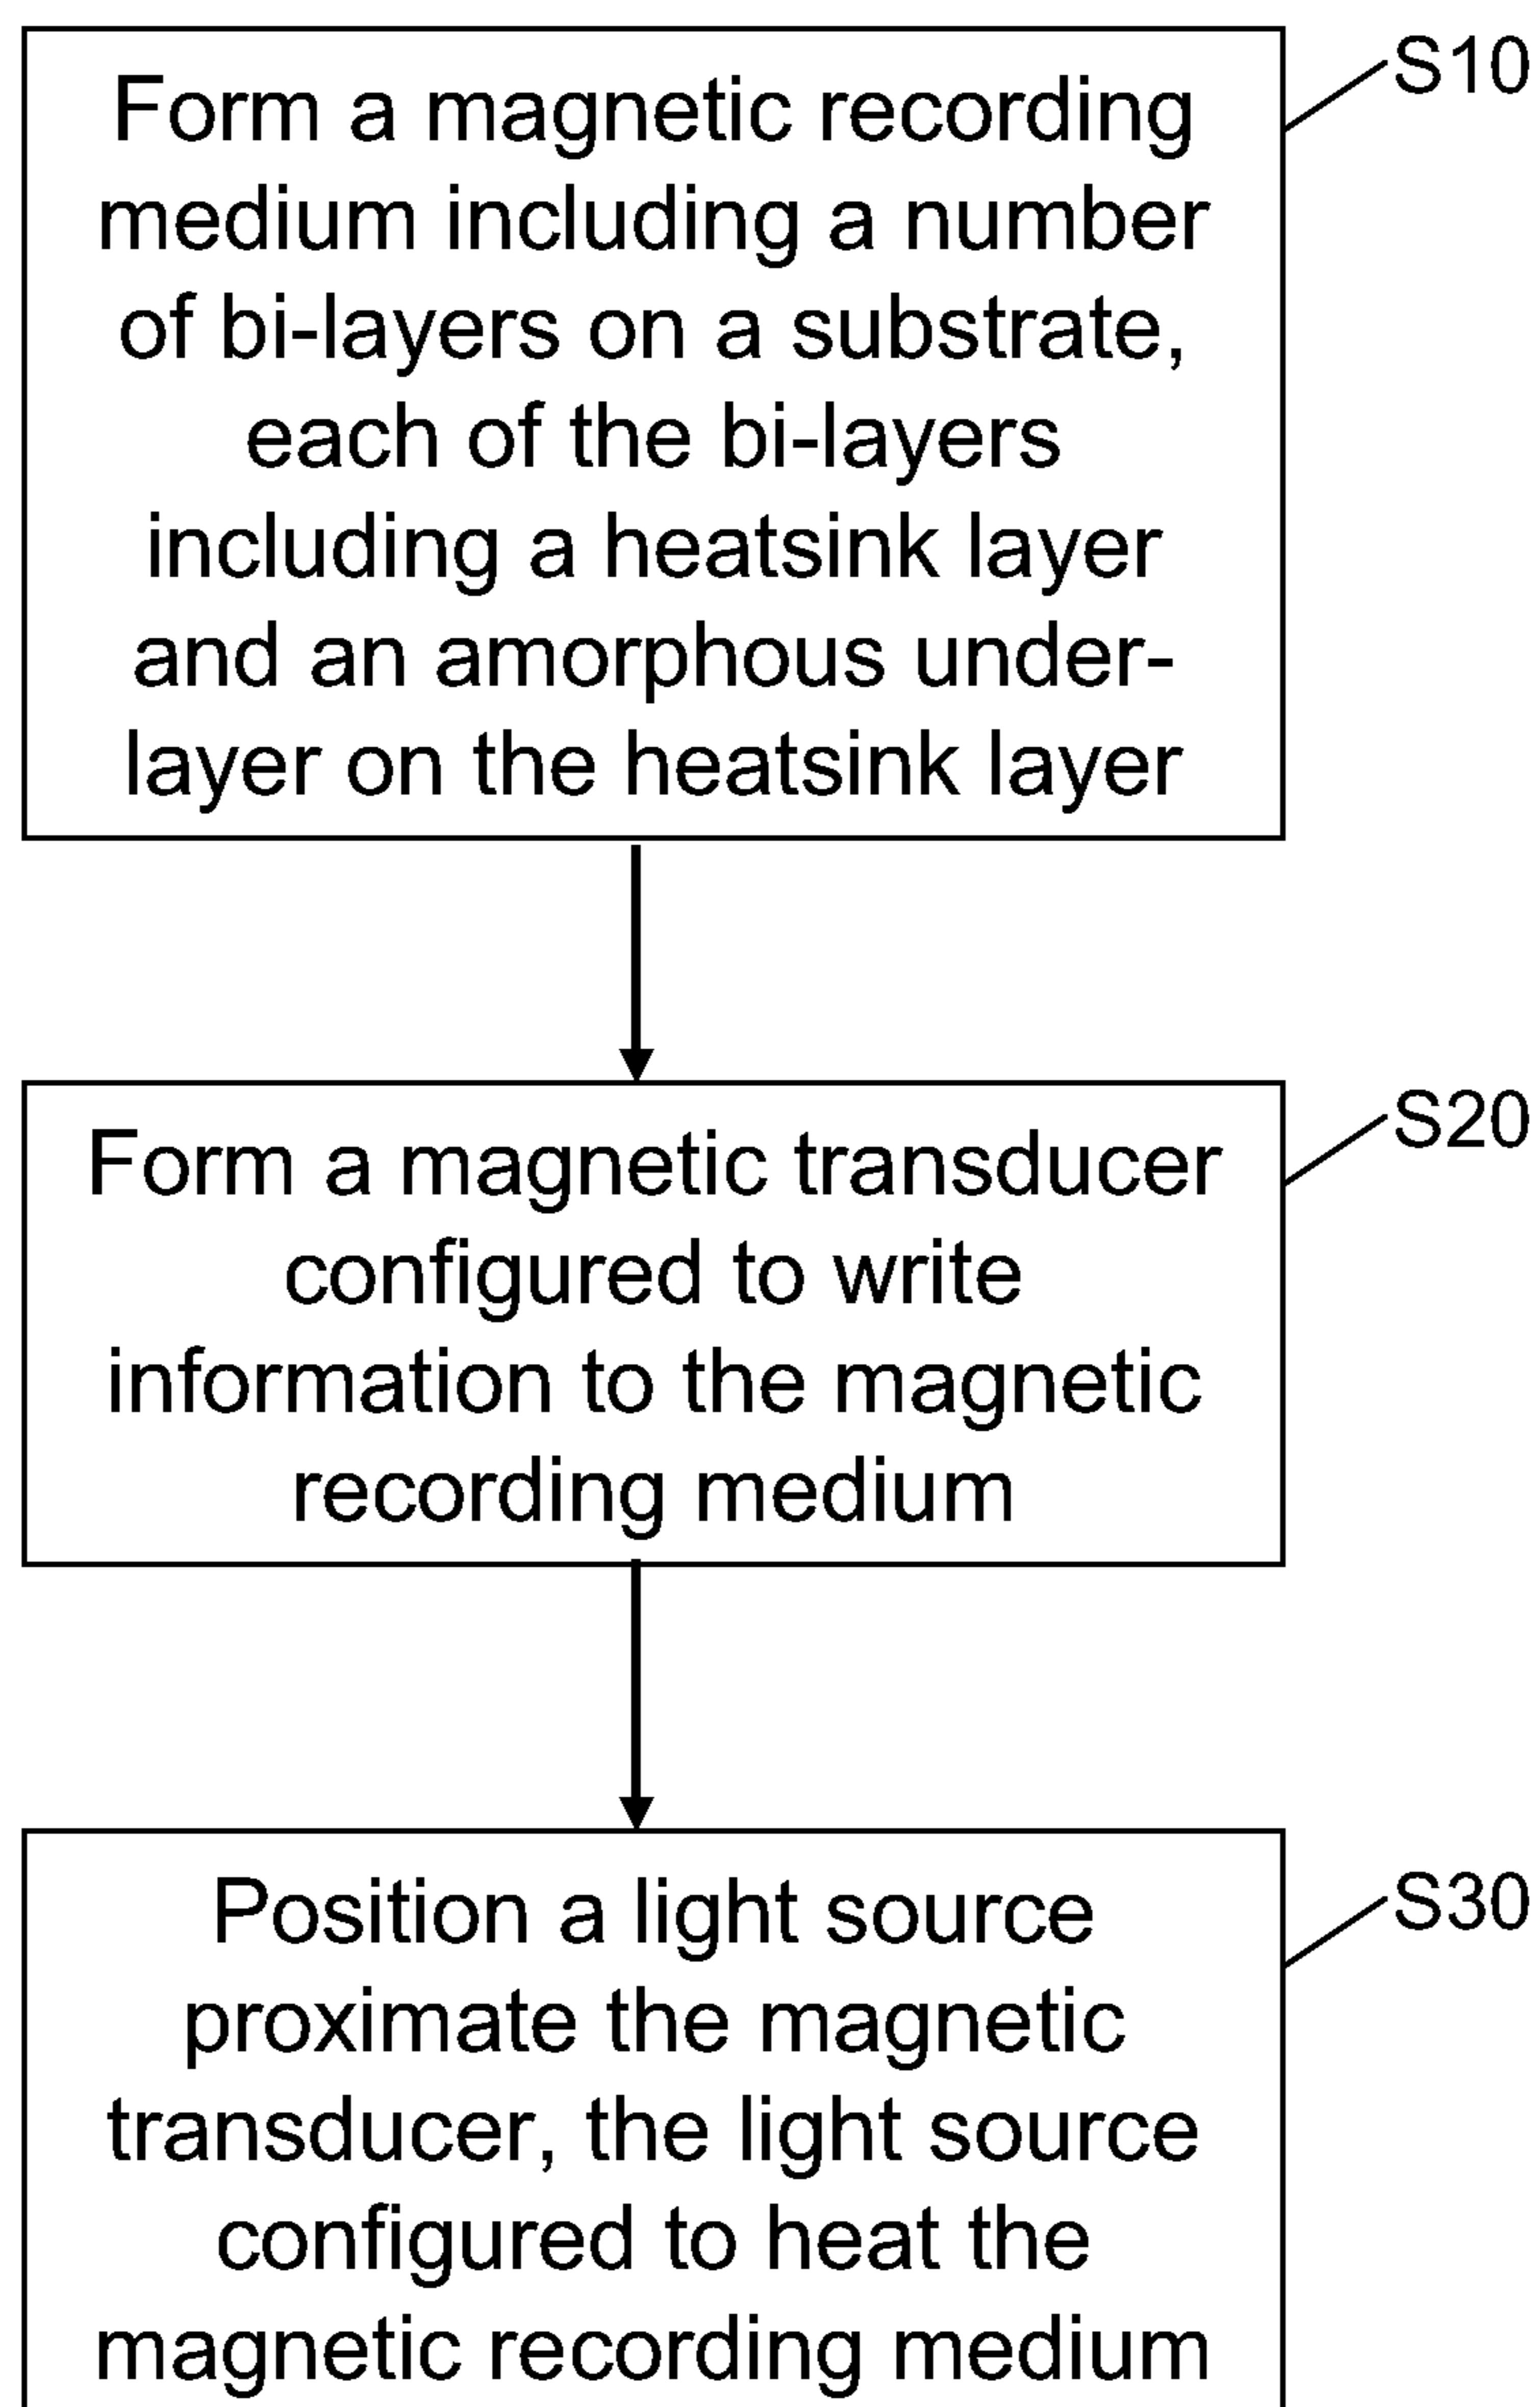 S10
Form a magnetic recording
medium including a number
of bi-layers on a substrate,
each of the bi-layers
including a heatsink layer
and an amorphous under-
layer on the heatsink layer
S20
Form a magnetic transducer
configured to write
information to the magnetic
recording medium
S30
Position a light source
proximate the magnetic
transducer, the light source
configured to heat the
magnetic recording medium